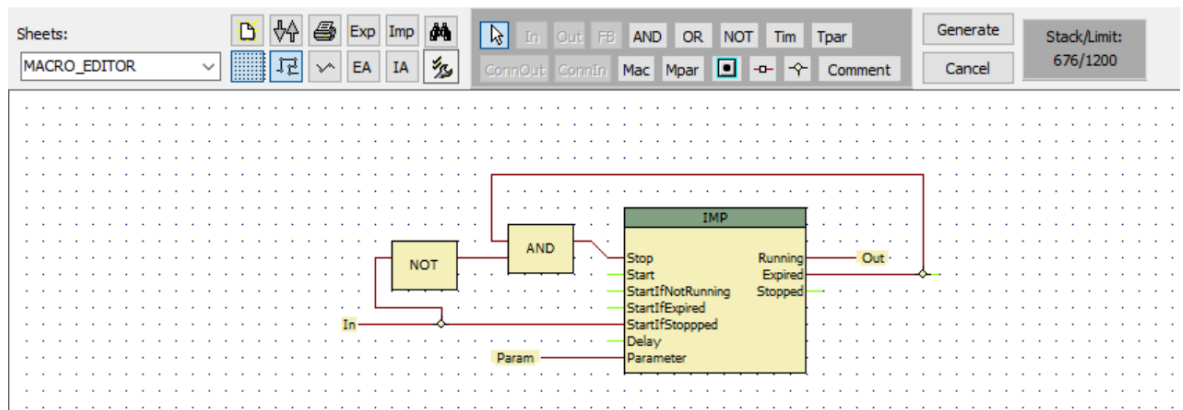 Sheets:
MACRO_EDITOR
Exp Imp
EA IA
In Out FB AND OR NOT Tim Tpar
ConnOut ConnIn Mac Mpar Comment
Generate
Cancel
Stack/Limit:
676/1200
NOT
AND
IMP
Stop Running
Start Expired
StartIfNotRunning Stopped
StartIfExpired
StartIfStoppped
Delay
Parameter
Out
In
Param